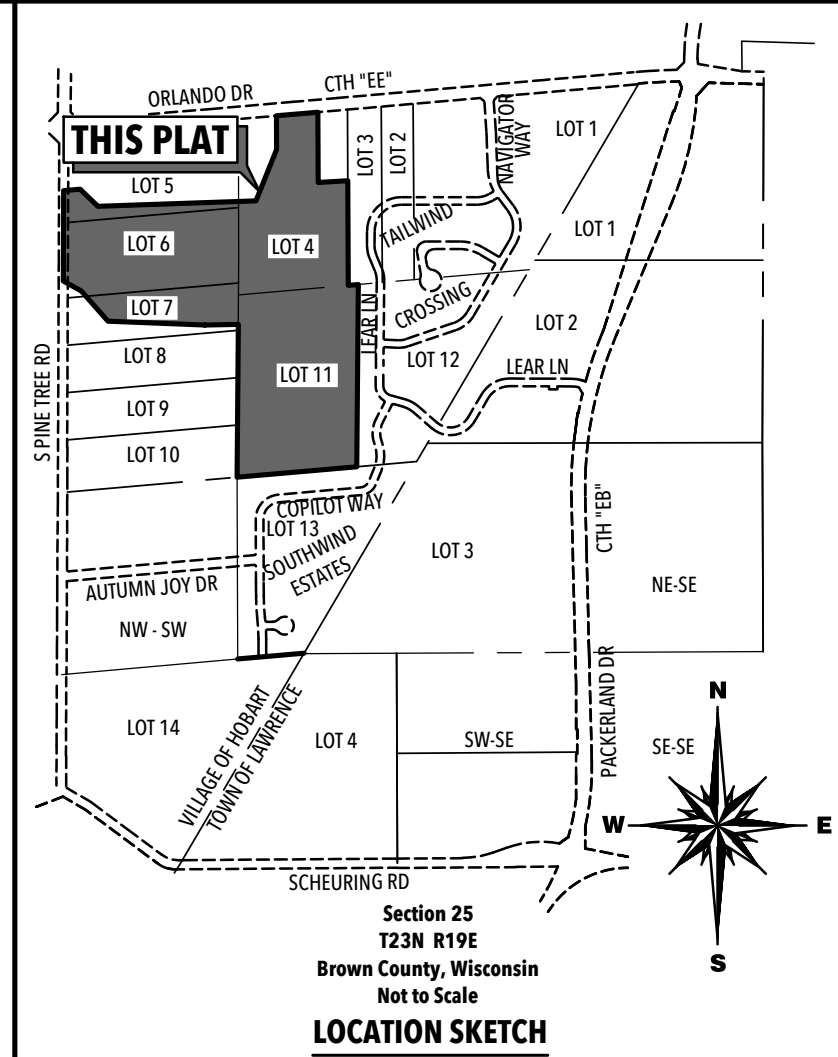 ORLANDO DR
CTH "EE"
THIS PLAT
LOT 5
LOT 3
LOT 2
NAVIGATOR
WAY
LOT 1
LOT 6
LOT 4
TAILWIND
LOT 1
LOT 7
LEAR LN
CROSSING
LOT 2
S PINE TREE RD
LOT 8
LOT 12
LEAR LN
LOT 11
LOT 9
LOT 10
COPILOT WAY
LOT 13
SOUTHWIND
ESTATES
LOT 3
CTH "EB"
AUTUMN JOY DR
NE-SE
NW - SW
LOT 14
VILLAGE OF HOBART
TOWN OF LAWRENCE
LOT 4
SW-SE
PACKERLAND DR
SE-SE
N
W
E
S
SCHEURING RD
Section 25
T23N R19E
Brown County, Wisconsin
Not to Scale
LOCATION SKETCH